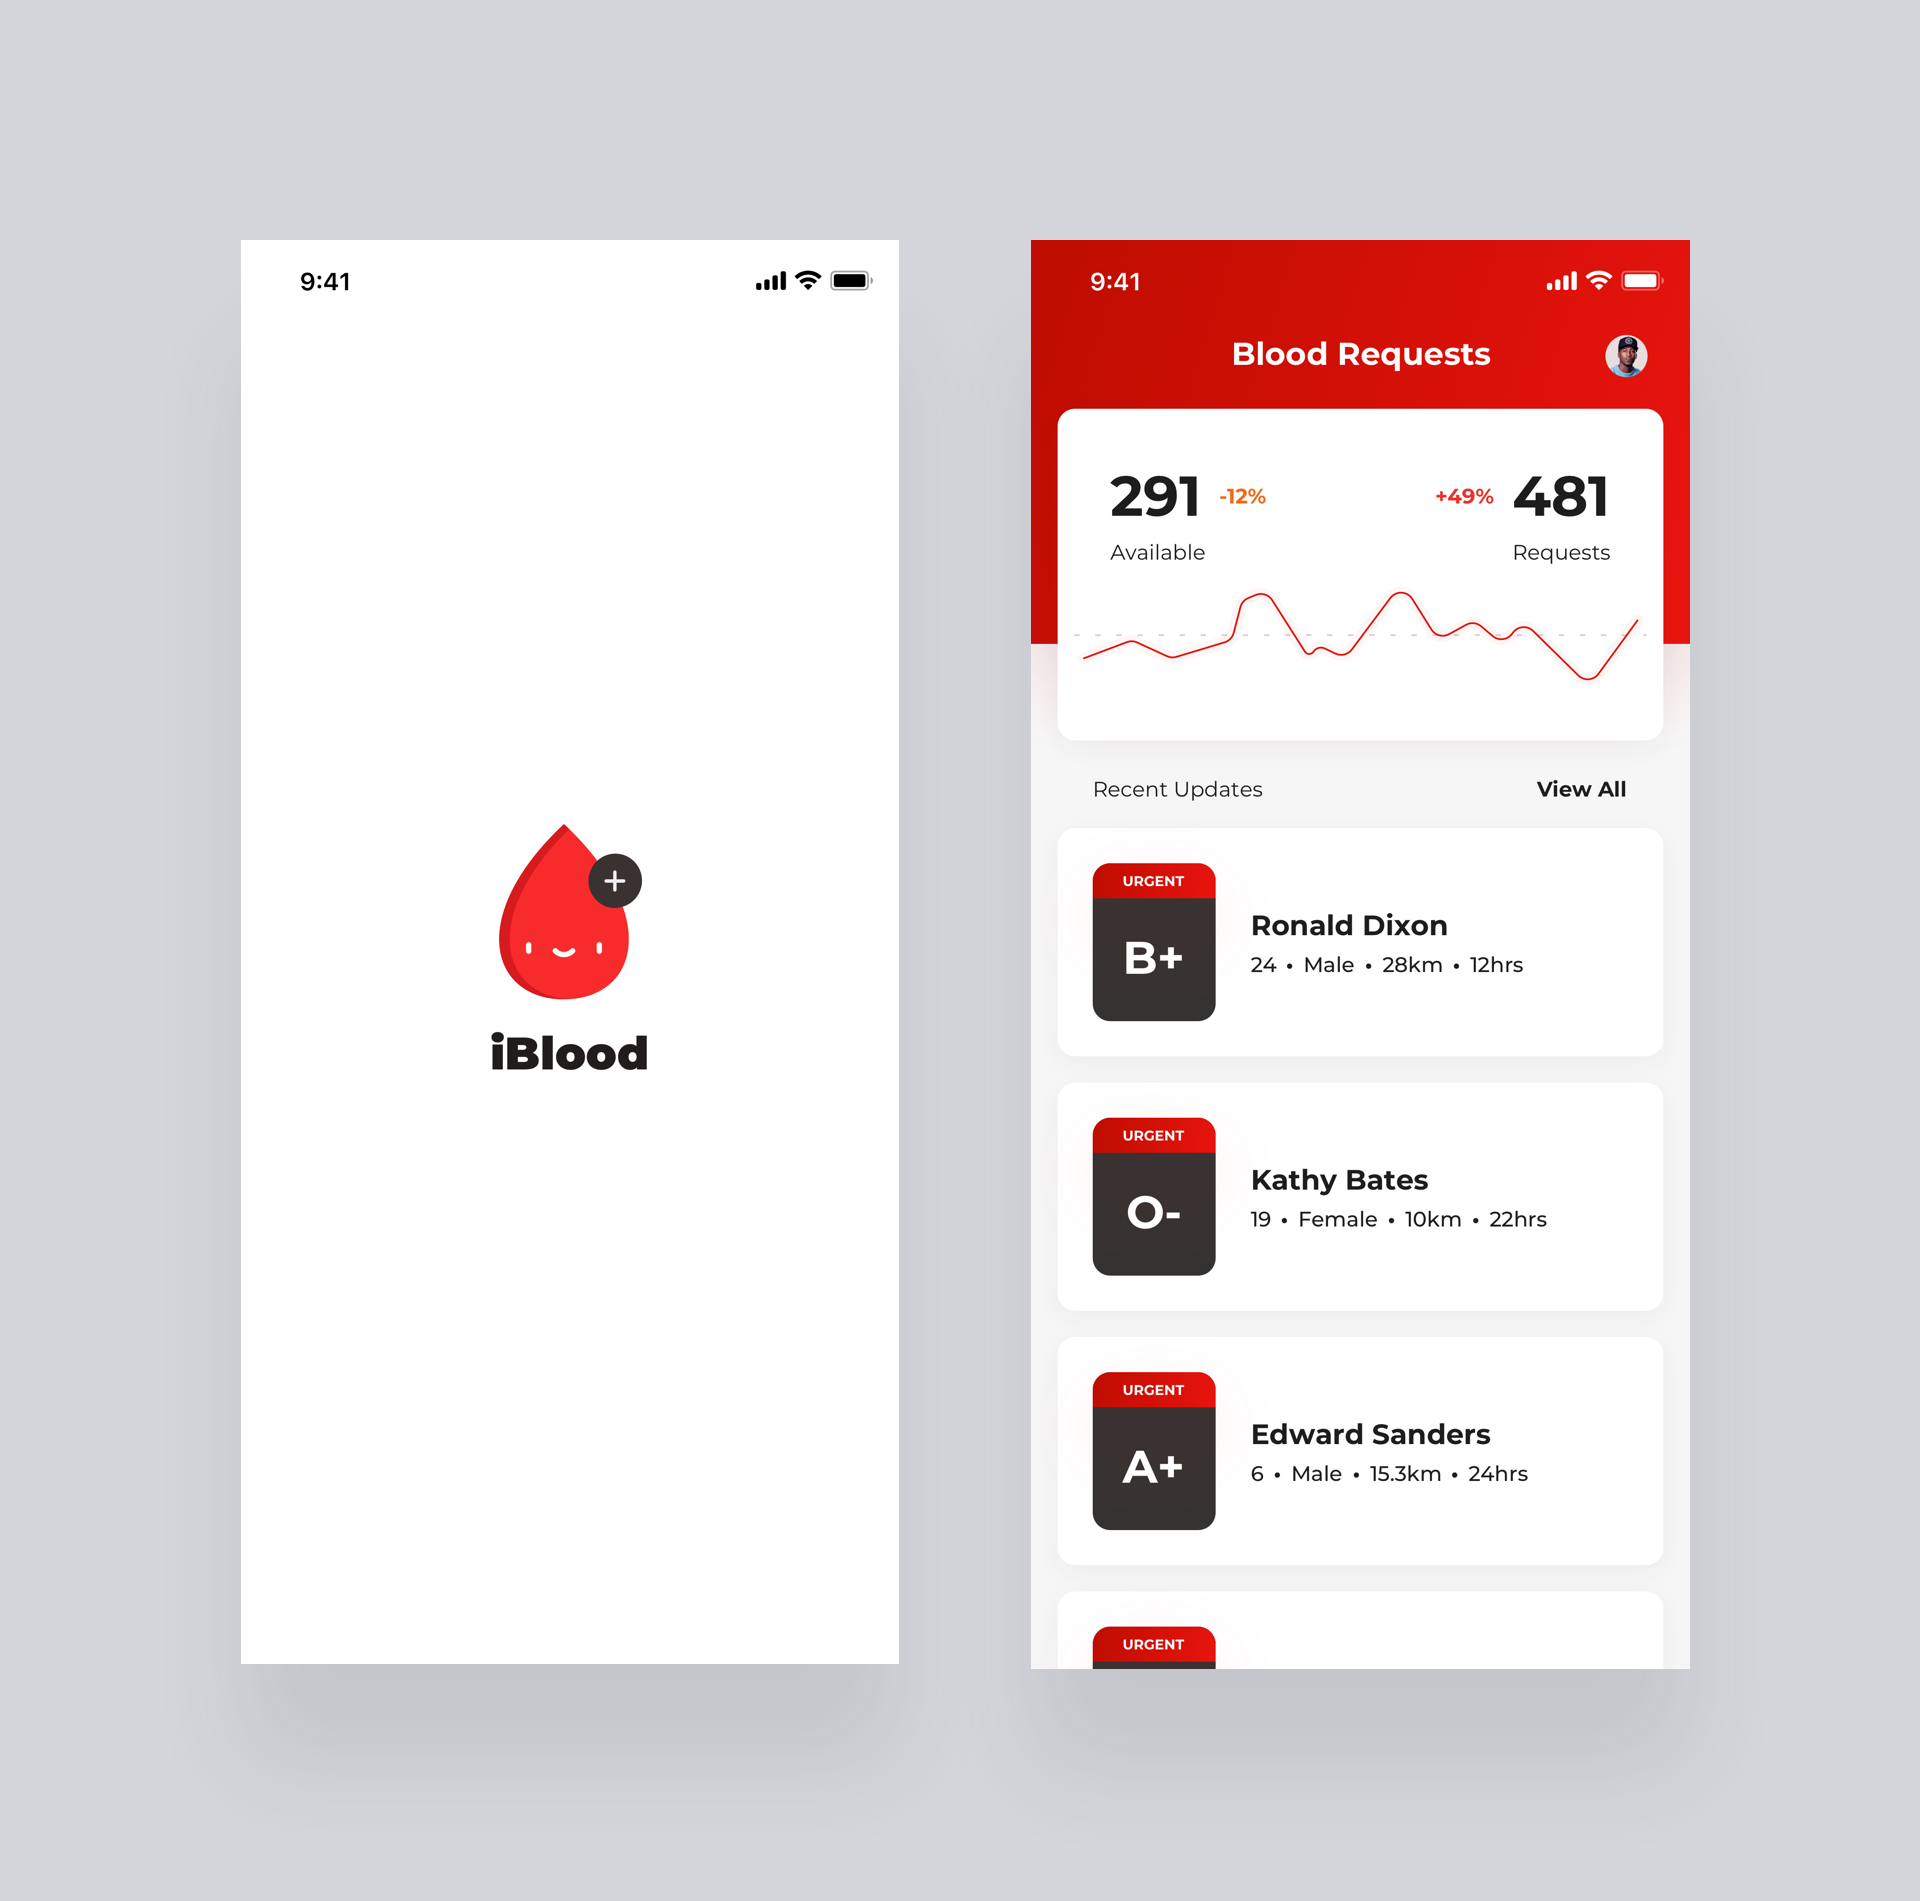 9:41
iBlood
9:41
Blood Requests
291 -12% +49% 481
Available Requests
Recent Updates View All
URGENT
B+
Ronald Dixon
24 • Male • 28km • 12hrs
URGENT
O-
Kathy Bates
19 • Female • 10km • 22hrs
URGENT
A+
Edward Sanders
6 • Male • 15.3km • 24hrs
URGENT